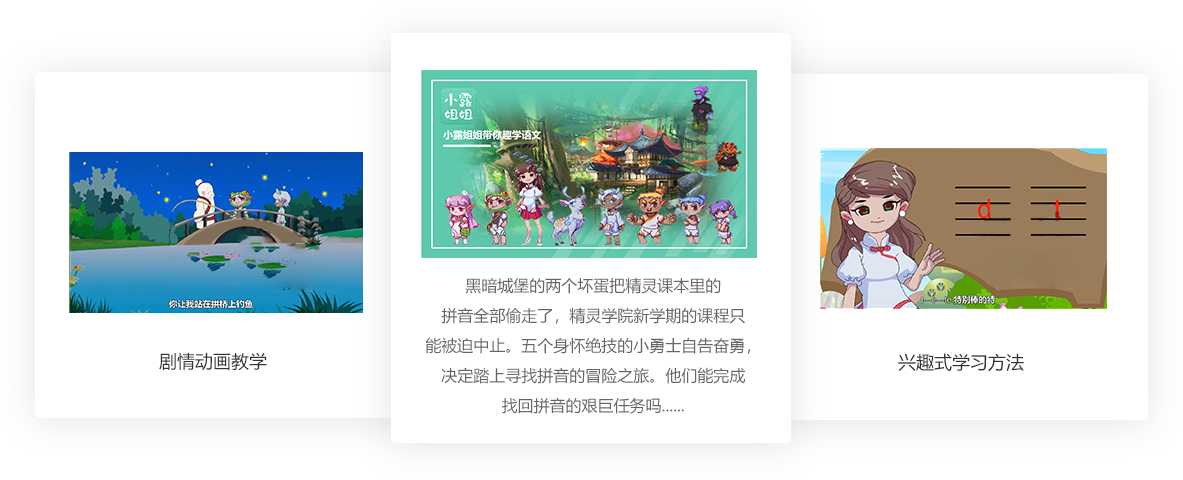 你让我站在拱桥上钓鱼
剧情动画教学
小露
姐姐
小露姐姐带你趣学语文
黑暗城堡的两个坏蛋把精灵课本里的
拼音全部偷走了，精灵学院新学期的课程只
能被迫中止。五个身怀绝技的小勇士自告奋勇，
决定踏上寻找拼音的冒险之旅。他们能完成
找回拼音的艰巨任务吗......
d t
特别棒的特
兴趣式学习方法